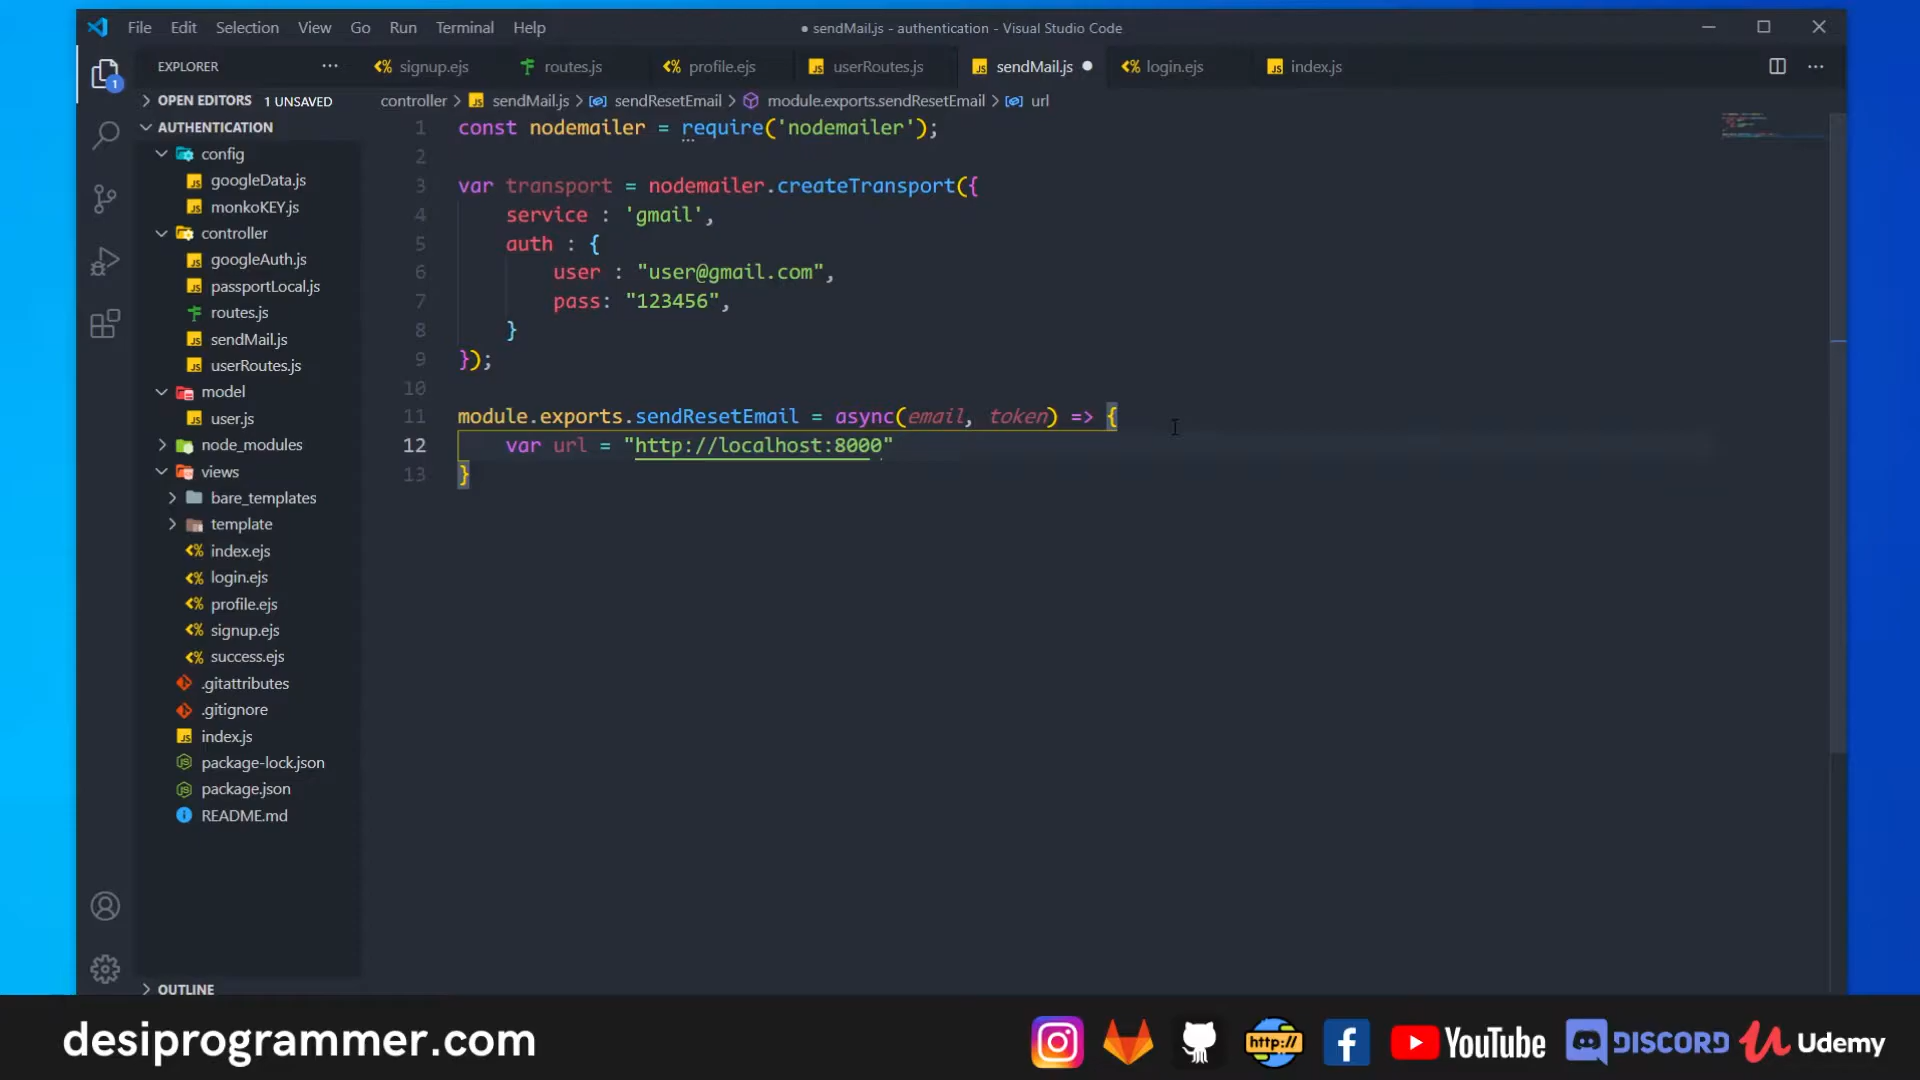 File Edit Selection View Go Run Terminal Help
● sendMail.js - authentication - Visual Studio Code
EXPLORER ···
signup.ejs routes.js profile.ejs userRoutes.js sendMail.js ● login.ejs index.js ···
OPEN EDITORS 1 UNSAVED
controller > sendMail.js > sendResetEmail > module.exports.sendResetEmail > url
AUTHENTICATION
config
googleData.js
monkoKEY.js
controller
googleAuth.js
passportLocal.js
routes.js
sendMail.js
userRoutes.js
model
user.js
node_modules
views
bare_templates
template
index.ejs
login.ejs
profile.ejs
signup.ejs
success.ejs
.gitattributes
.gitignore
index.js
package-lock.json
package.json
README.md
OUTLINE
1
1 const nodemailer = require('nodemailer');
2
3 var transport = nodemailer.createTransport({
4 service : 'gmail',
5 auth : {
6 user : "user@gmail.com",
7 pass: "123456",
8 }
9 });
10
11 module.exports.sendResetEmail = async(email, token) => {
12 var url = "http://localhost:8000"
13 }
desiprogrammer.com
http:// YouTube DISCORD Udemy